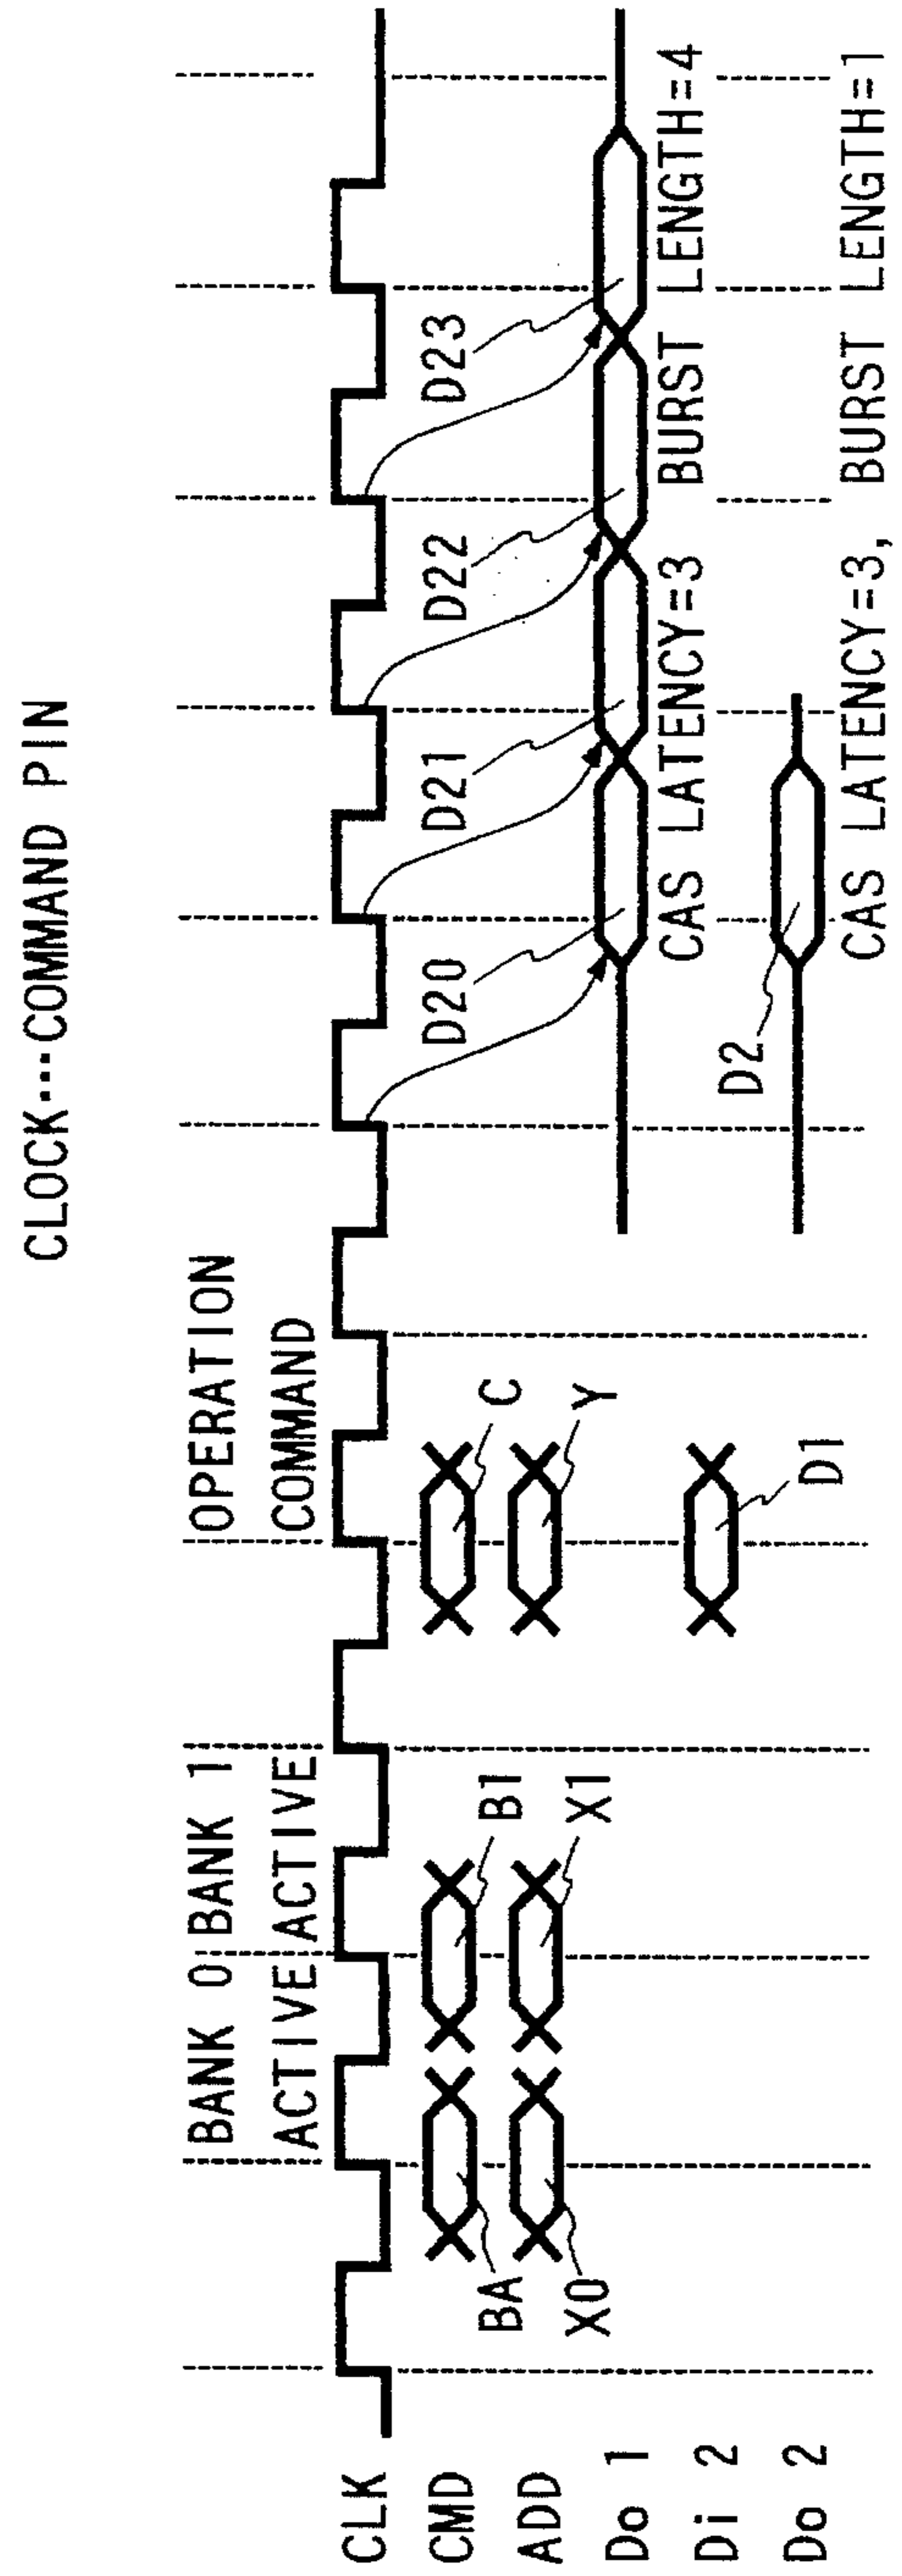 CLOCK···COMMAND PIN
BANK 0 BANK 1
ACTIVE ACTIVE
OPERATION
COMMAND
CLK
CMD
BA
B1
C
ADD
X0
X1
Y
D20
D21
D22
D23
Do 1
CAS LATENCY=3 BURST LENGTH=4
Di 2
D1
D2
Do 2
CAS LATENCY=3, BURST LENGTH=1